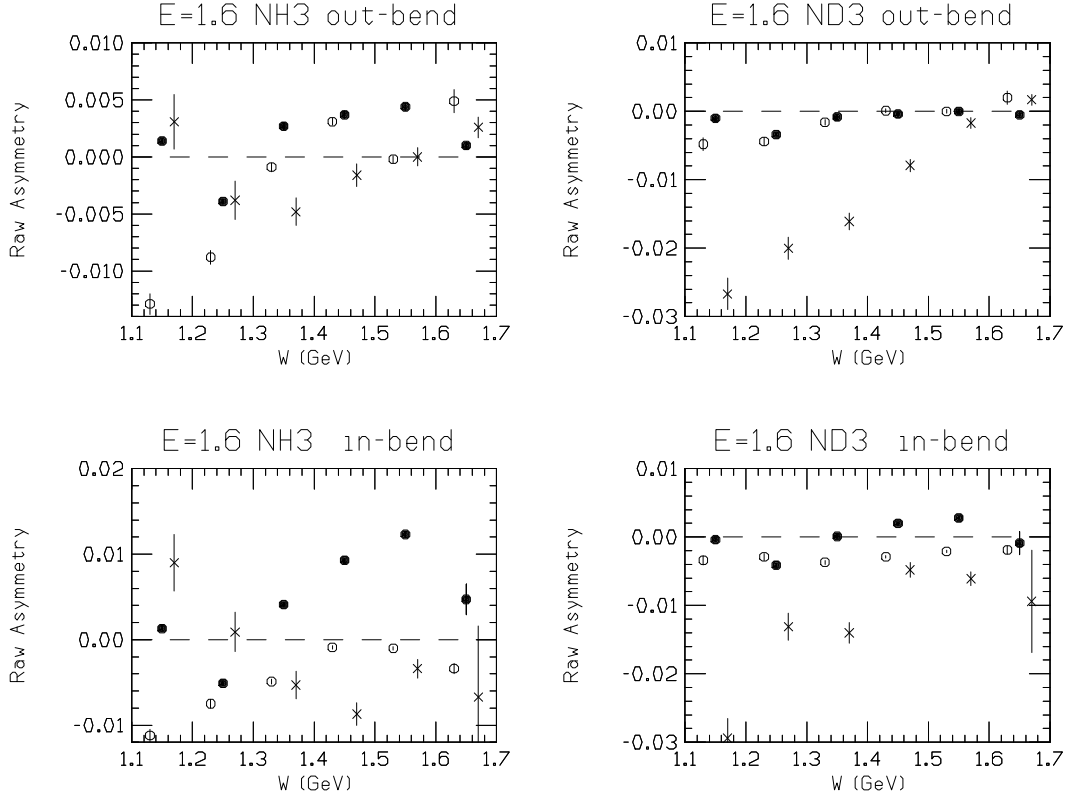 E=1.6 NH3 out-bend
E=1.6 ND3 out-bend
0.010
0.005
0.000
-0.005
-0.010
Raw Asymmetry
1.1 1.2 1.3 1.4 1.5 1.6 1.7
W (GeV)
0.01
0.00
-0.01
-0.02
-0.03
Raw Asymmetry
1.1 1.2 1.3 1.4 1.5 1.6 1.7
W (GeV)
E=1.6 NH3 in-bend
E=1.6 ND3 in-bend
0.02
0.01
0.00
-0.01
Raw Asymmetry
1.1 1.2 1.3 1.4 1.5 1.6 1.7
W (GeV)
0.01
0.00
-0.01
-0.02
-0.03
Raw Asymmetry
1.1 1.2 1.3 1.4 1.5 1.6 1.7
W (GeV)